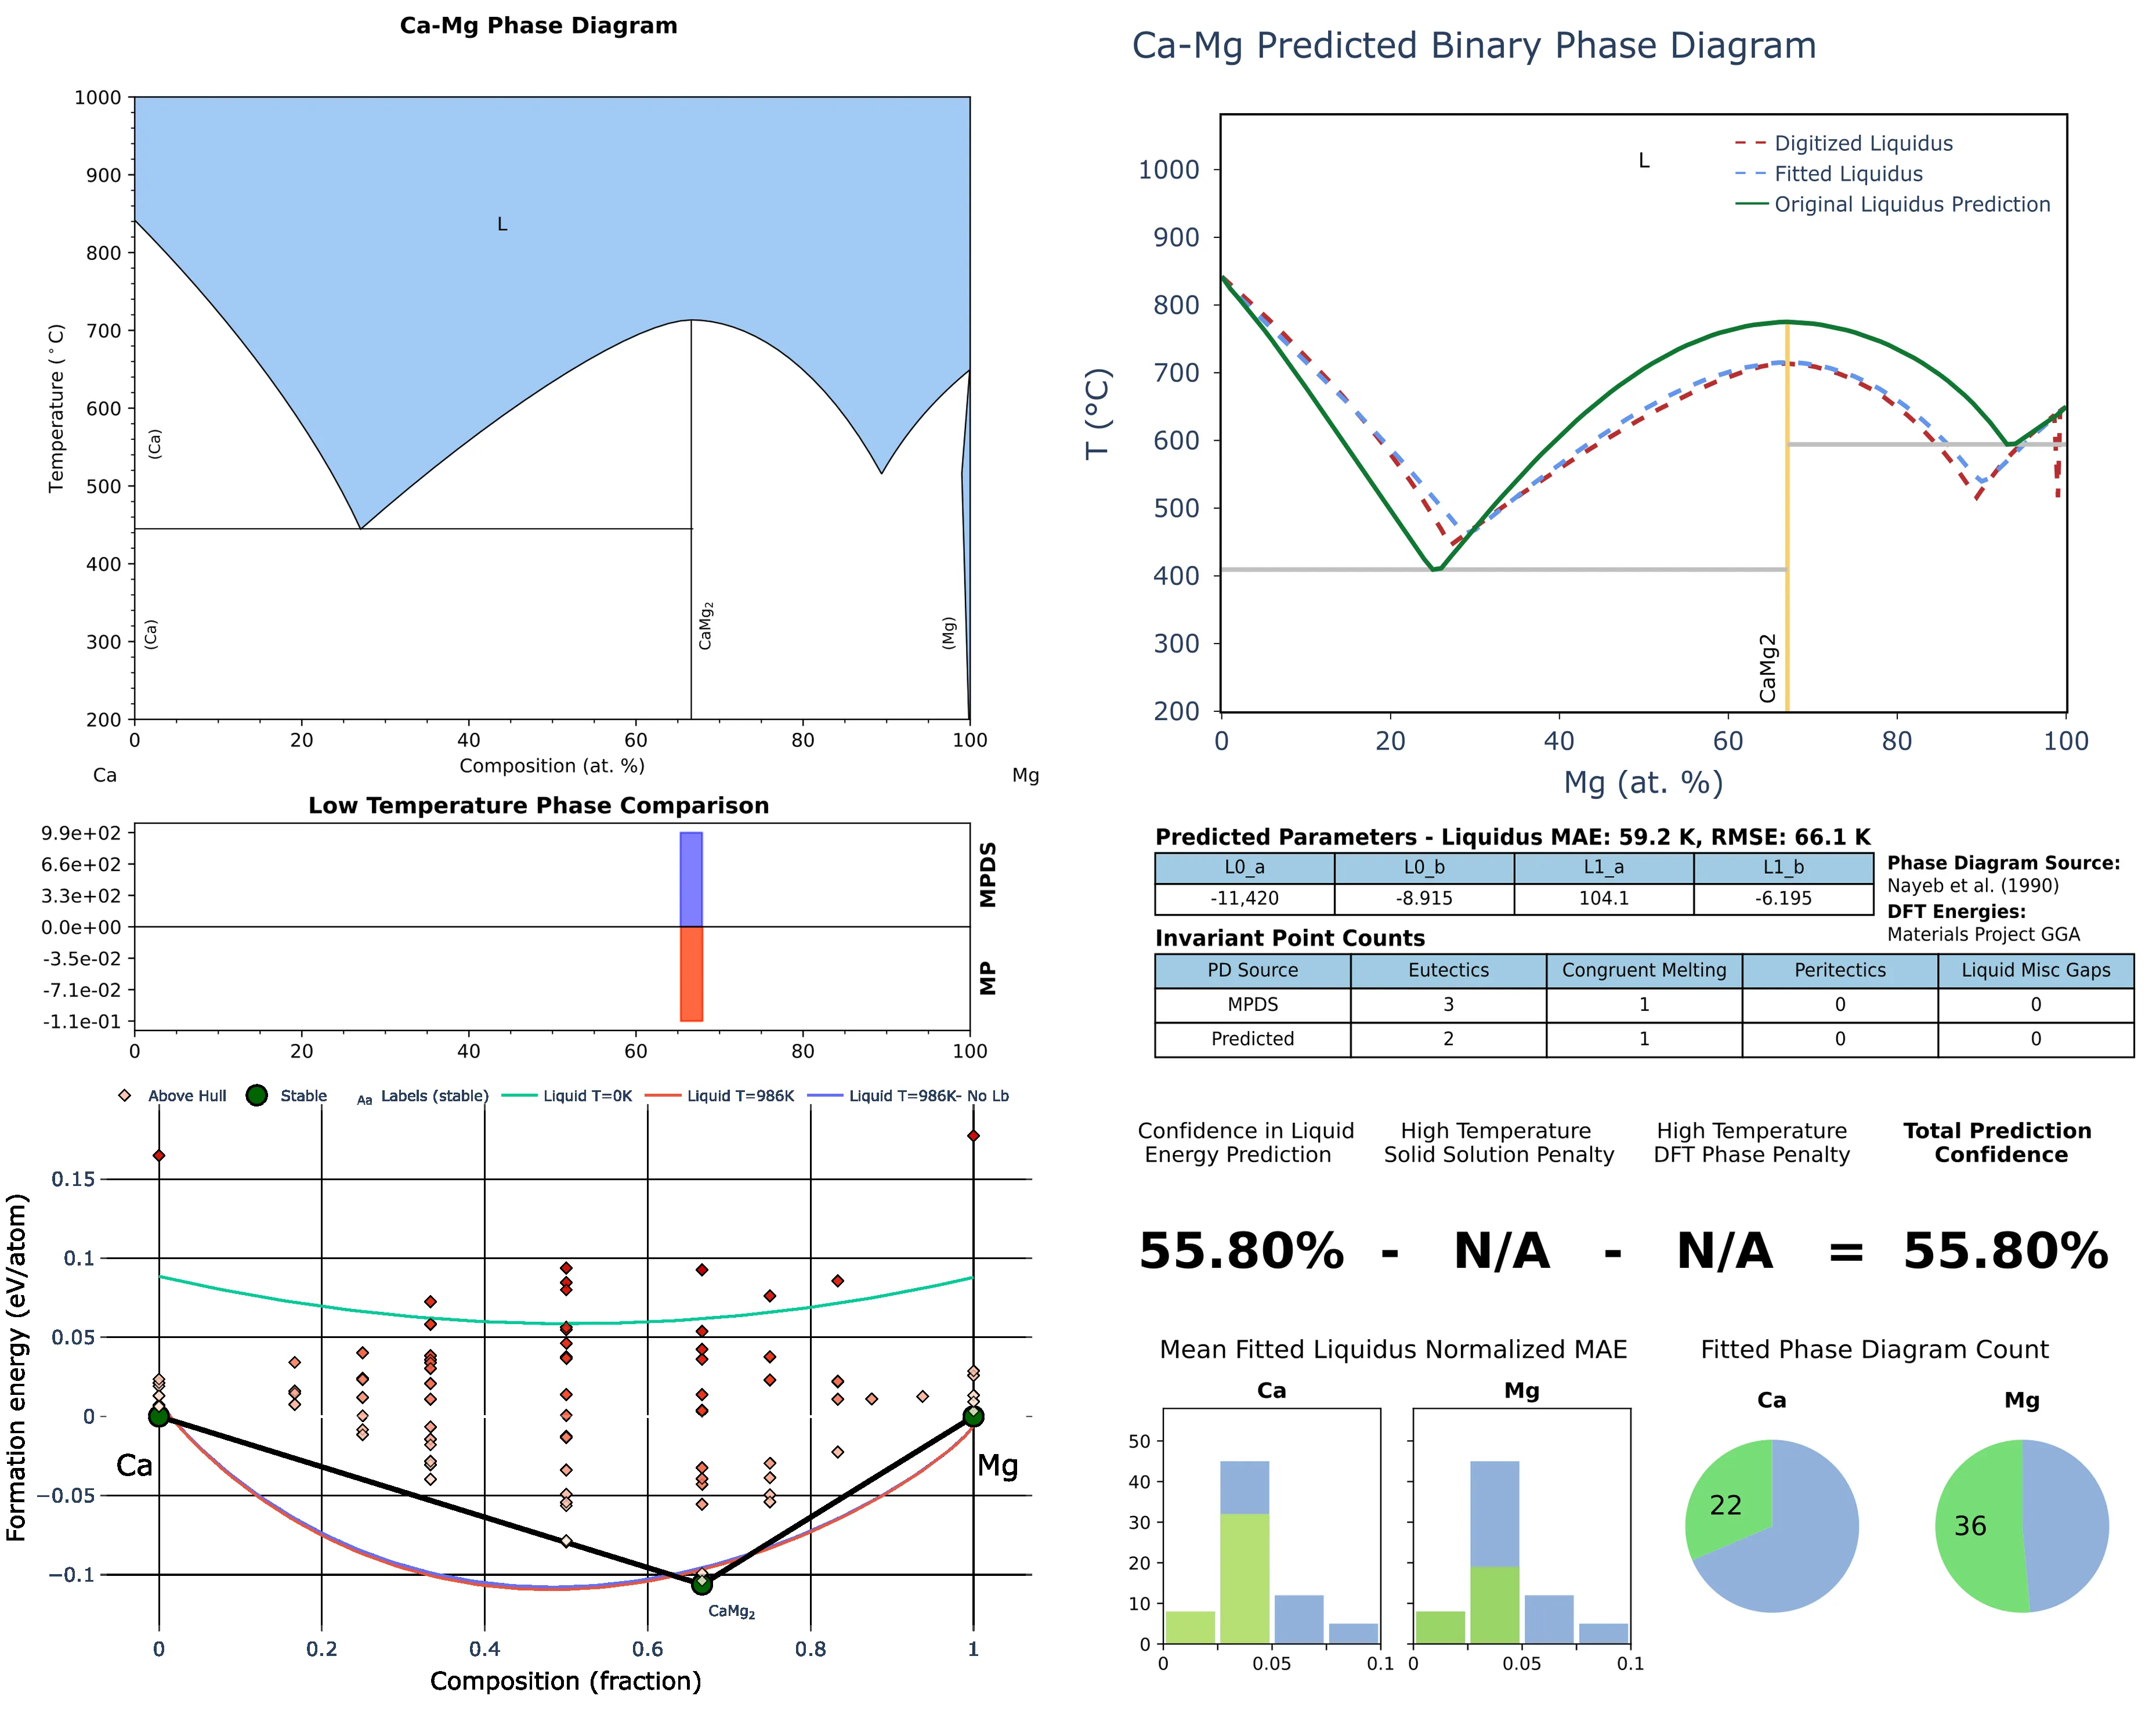 Ca-Mg Phase Diagram
1000
900
800
700
600
500
400
300
200
Temperature (°C)
L
(Ca)
(Ca)
CaMg2
(Mg)
0 20 40 60 80 100
Composition (at. %)
Ca Mg
Low Temperature Phase Comparison
9.9e+02
6.6e+02
3.3e+02
0.0e+00
-3.5e-02
-7.1e-02
-1.1e-01
MPDS
MP
0 20 40 60 80 100
Above Hull Stable Aa Labels (stable) Liquid T=0K Liquid T=986K Liquid T=986K- No Lb
0.15
0.1
0.05
0
−0.05
−0.1
Formation energy (eV/atom)
Ca
Mg
CaMg2
0 0.2 0.4 0.6 0.8 1
Composition (fraction)
Ca-Mg Predicted Binary Phase Diagram
L
Digitized Liquidus
Fitted Liquidus
Original Liquidus Prediction
1000
900
800
700
600
500
400
300
200
T (°C)
CaMg2
0 20 40 60 80 100
Mg (at. %)
Predicted Parameters - Liquidus MAE: 59.2 K, RMSE: 66.1 K
L0_a L0_b L1_a L1_b
-11,420 -8.915 104.1 -6.195
Phase Diagram Source:
Nayeb et al. (1990)
DFT Energies:
Materials Project GGA
Invariant Point Counts
PD Source Eutectics Congruent Melting Peritectics Liquid Misc Gaps
MPDS 3 1 0 0
Predicted 2 1 0 0
Confidence in Liquid
Energy Prediction
High Temperature
Solid Solution Penalty
High Temperature
DFT Phase Penalty
Total Prediction
Confidence
55.80% - N/A - N/A = 55.80%
Mean Fitted Liquidus Normalized MAE
Ca
Mg
50
40
30
20
10
0
0 0.05 0.1
0 0.05 0.1
Fitted Phase Diagram Count
Ca
Mg
22
36